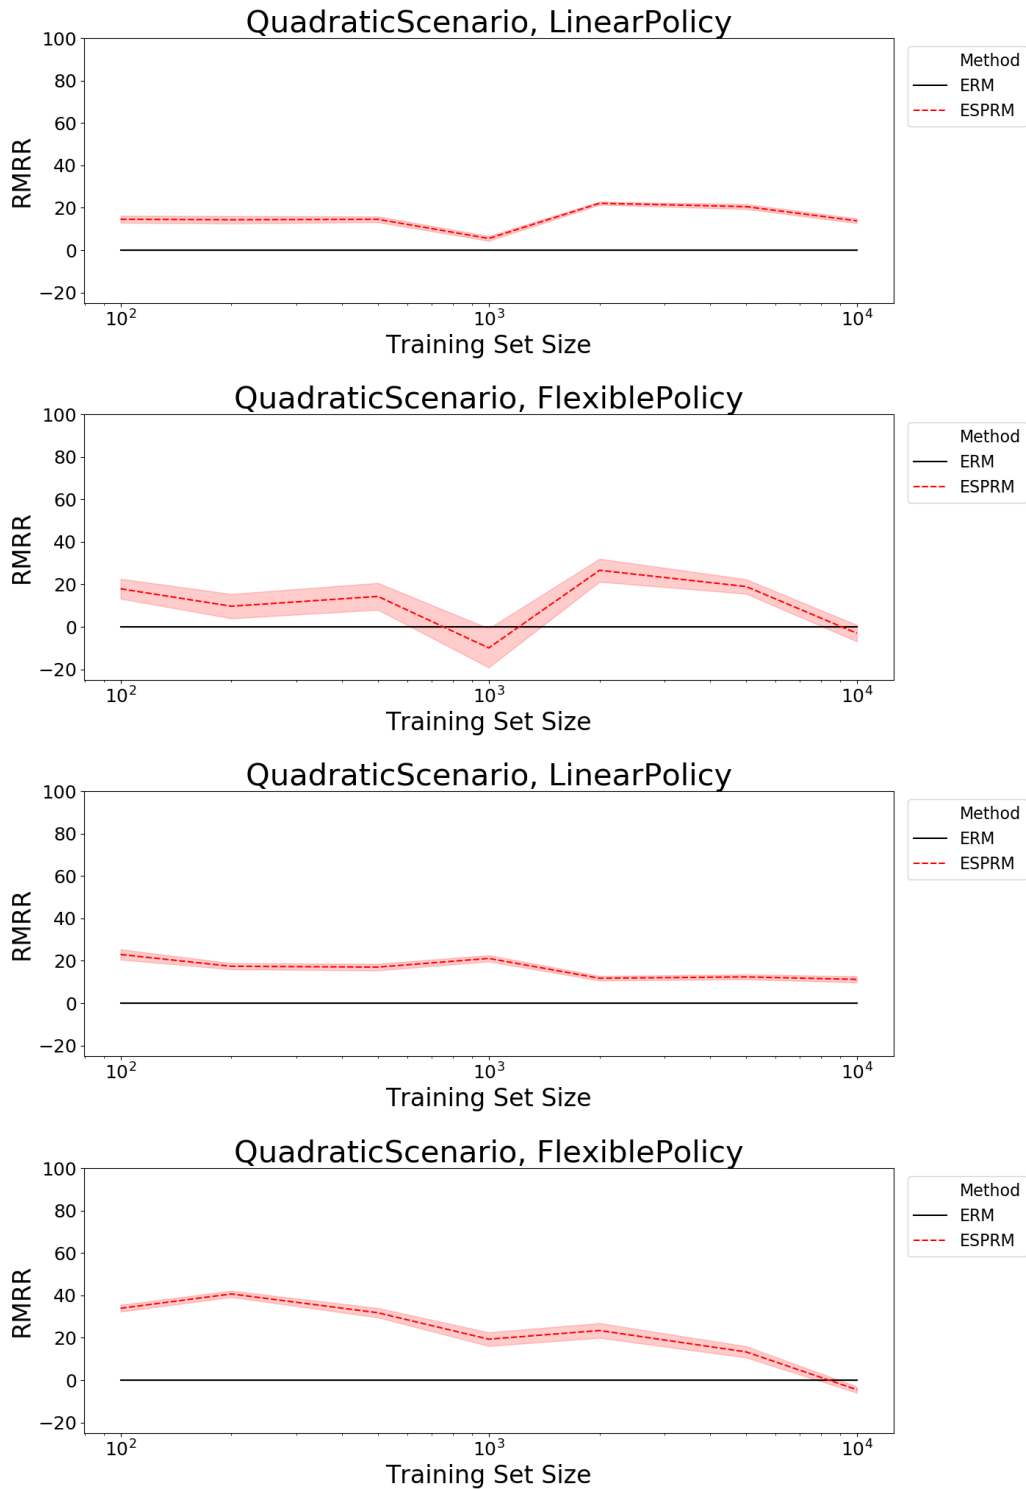 QuadraticScenario, LinearPolicy
100
80
60
40
20
0
−20
RMRR
10²
10³
10⁴
Training Set Size
Method
ERM
ESPRM
QuadraticScenario, FlexiblePolicy
100
80
60
40
20
0
−20
RMRR
10²
10³
10⁴
Training Set Size
Method
ERM
ESPRM
QuadraticScenario, LinearPolicy
100
80
60
40
20
0
−20
RMRR
10²
10³
10⁴
Training Set Size
Method
ERM
ESPRM
QuadraticScenario, FlexiblePolicy
100
80
60
40
20
0
−20
RMRR
10²
10³
10⁴
Training Set Size
Method
ERM
ESPRM